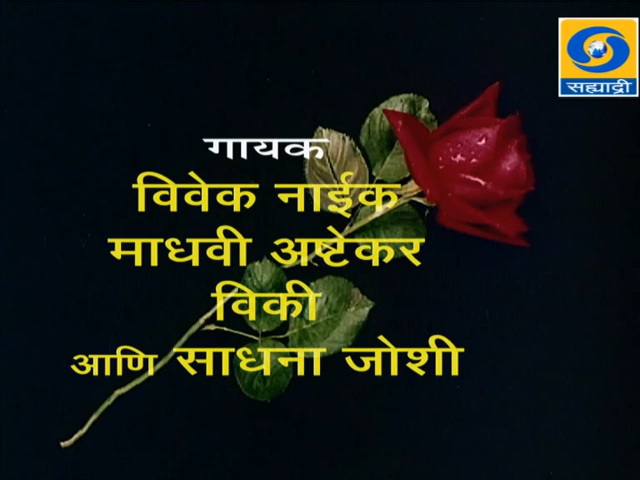 सह्याद्री
गायक
विवेक नाईक
माधवी अष्टेकर
विकी
आणि साधना जोशी